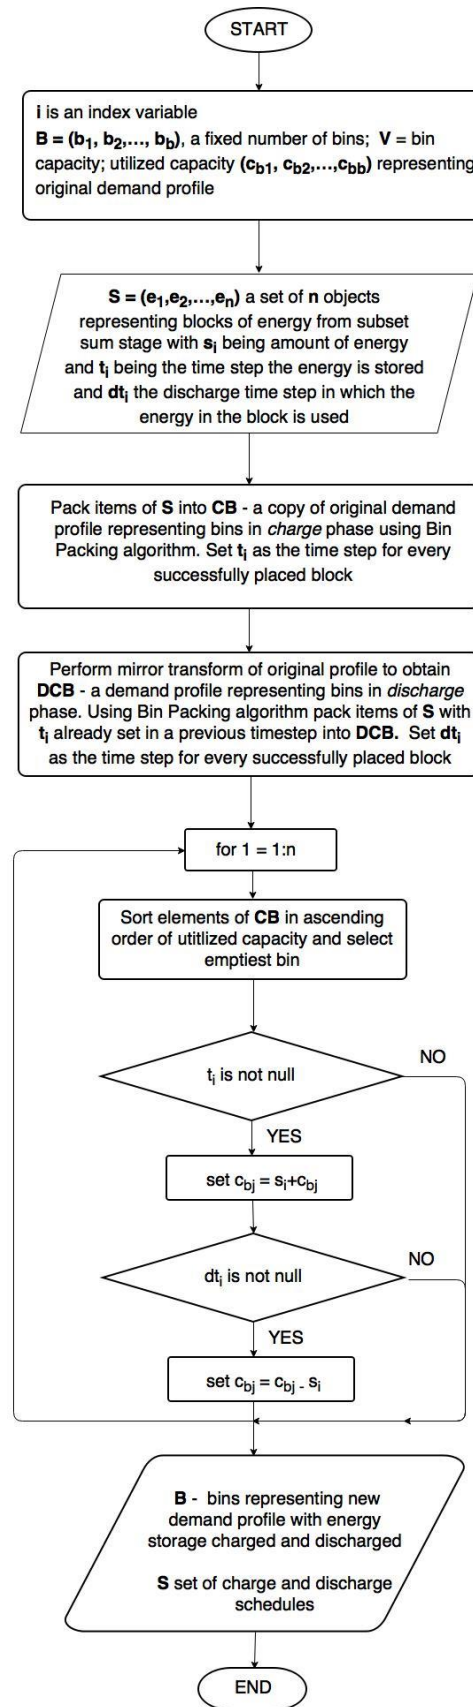 START
i is an index variable
B = (b1, b2,..., bb), a fixed number of bins; V = bin
capacity; utilized capacity (cb1, cb2,...,cbb) representing
original demand profile
S = (e1,e2,...,en) a set of n objects
representing blocks of energy from subset
sum stage with si being amount of energy
and ti being the time step the energy is stored
and dti the discharge time step in which the
energy in the block is used
Pack items of S into CB - a copy of original demand
profile representing bins in charge phase using Bin
Packing algorithm. Set ti as the time step for every
successfully placed block
Perform mirror transform of original profile to obtain
DCB - a demand profile representing bins in discharge
phase. Using Bin Packing algorithm pack items of S with
ti already set in a previous timestep into DCB. Set dti
as the time step for every successfully placed block
for 1 = 1:n
Sort elements of CB in ascending
order of utitlized capacity and select
emptiest bin
ti is not null
NO
YES
set cbj = si+cbj
dti is not null
NO
YES
set cbj = cbj - si
B - bins representing new
demand profile with energy
storage charged and discharged
S set of charge and discharge
schedules
END